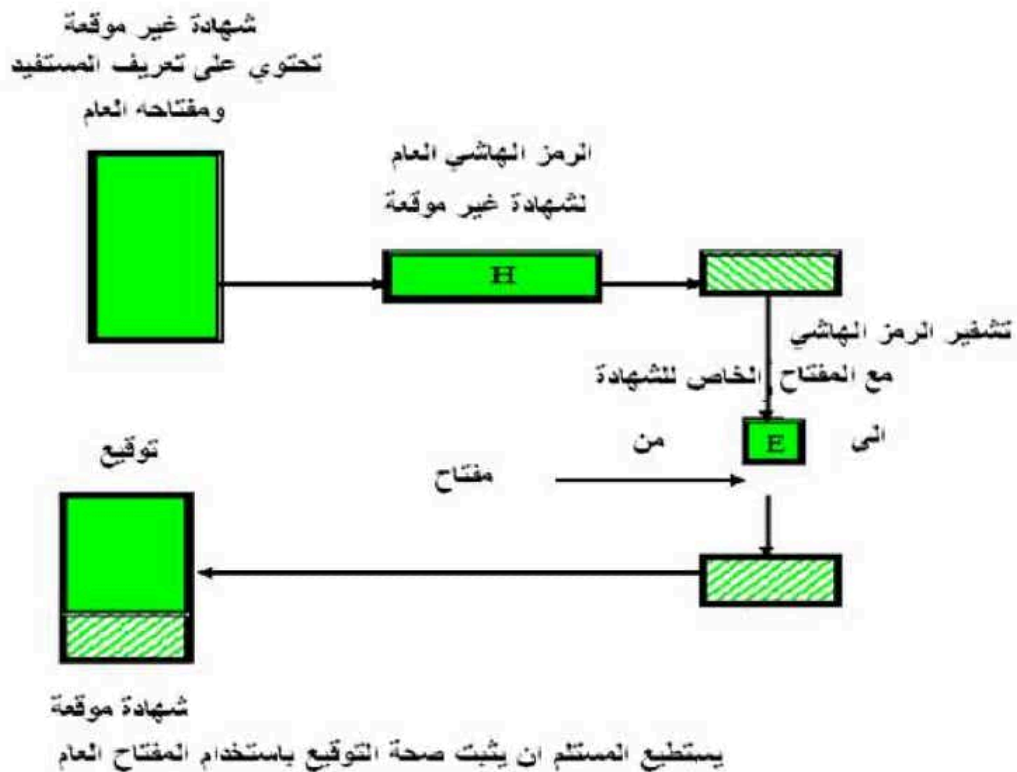 شهادة غير موقعة
تحتوي على تعريف المستفيد
ومفتاحه العام
الرمز الهاشي العام
لشهادة غير موقعة
H
تشفير الرمز الهاشي
مع المفتاح الخاص للشهادة
من
E
الى
مفتاح
توقيع
شهادة موقعة
يستطيع المستلم ان يثبت صحة التوقيع باستخدام المفتاح العام